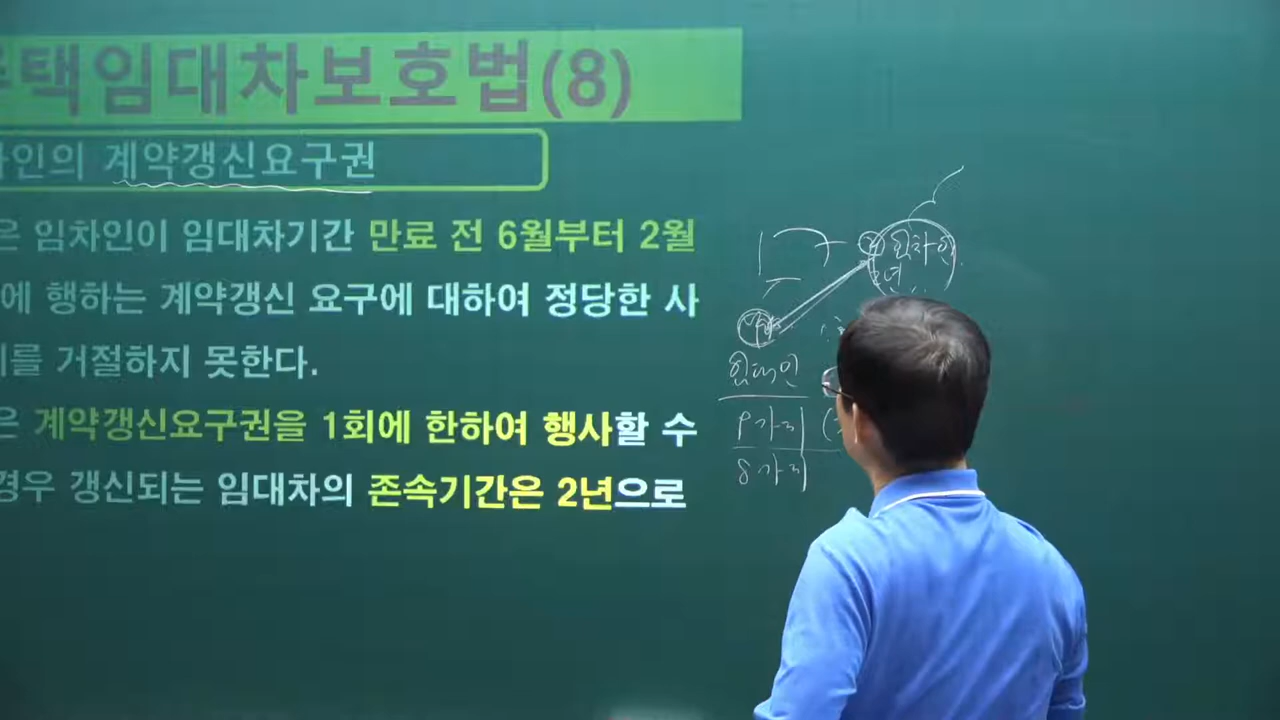 택임대차보호법(8)
인의 계약갱신요구권
은 임차인이 임대차기간 만료 전 6월부터 2월
에 행하는 계약갱신 요구에 대하여 정당한 사
를 거절하지 못한다.
은 계약갱신요구권을 1회에 한하여 행사할 수
경우 갱신되는 임대차의 존속기간은 2년으로
임차인
2년
임대인
9가지
8가지